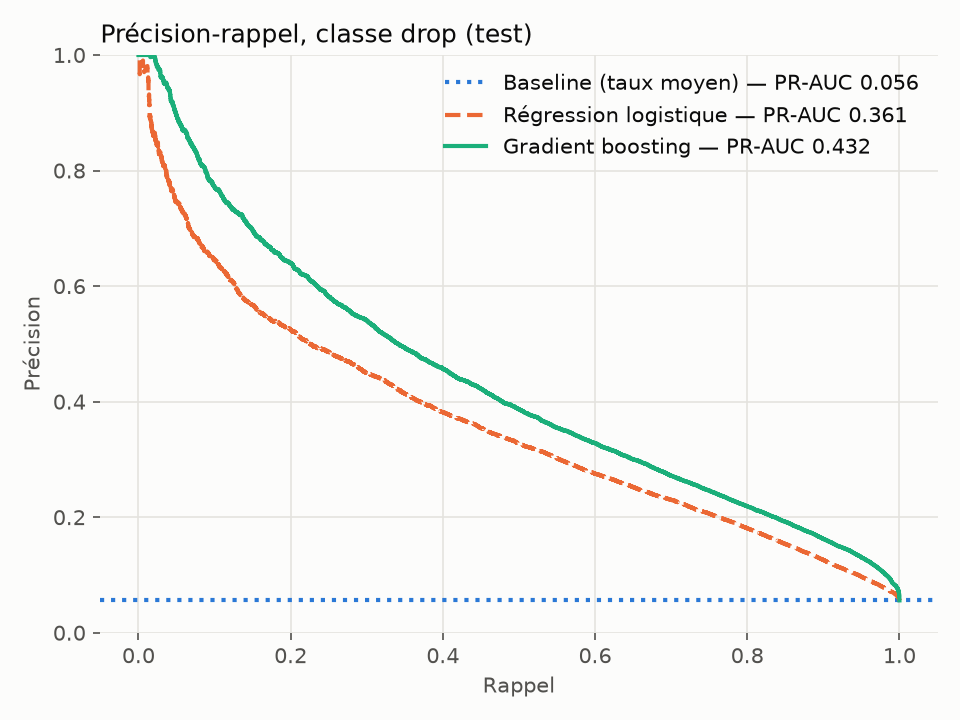 Précision-rappel, classe drop (test)
Baseline (taux moyen) — PR-AUC 0.056
Régression logistique — PR-AUC 0.361
Gradient boosting — PR-AUC 0.432
Précision
1.0
0.8
0.6
0.4
0.2
0.0
0.0 0.2 0.4 0.6 0.8 1.0
Rappel